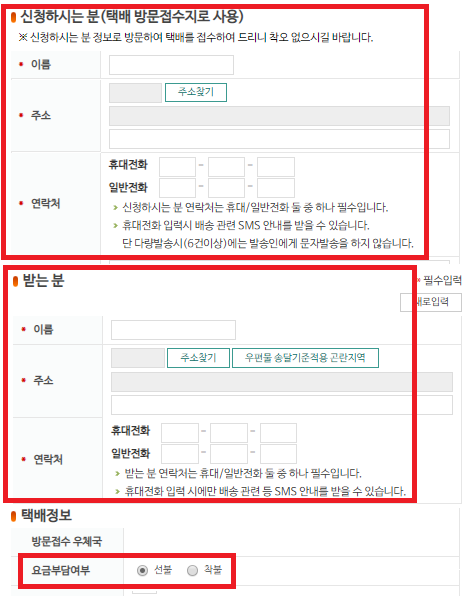 신청하시는 분(택배 방문접수지로 사용)
※ 신청하시는 분 정보로 방문하여 택배를 접수하여 드리니 착오 없으시길 바랍니다.
이름
주소찾기
주소
휴대전화 - -
일반전화 - -
연락처
신청하시는 분 연락처는 휴대/일반전화 둘 중 하나 필수입니다.
휴대전화 입력시 배송 관련 SMS 안내를 받을 수 있습니다.
단 다량발송시(6건이상)에는 발송인에게 문자발송을 하지 않습니다.
받는 분
* 필수입력
새로입력
이름
주소찾기 우편물 송달기준적용 곤란지역
주소
휴대전화 - -
일반전화 - -
연락처
받는 분 연락처는 휴대/일반전화 둘 중 하나 필수입니다.
휴대전화 입력 시에만 배송 관련 등 SMS 안내를 받을 수 있습니다.
택배정보
방문접수 우체국
요금부담여부 선불 착불